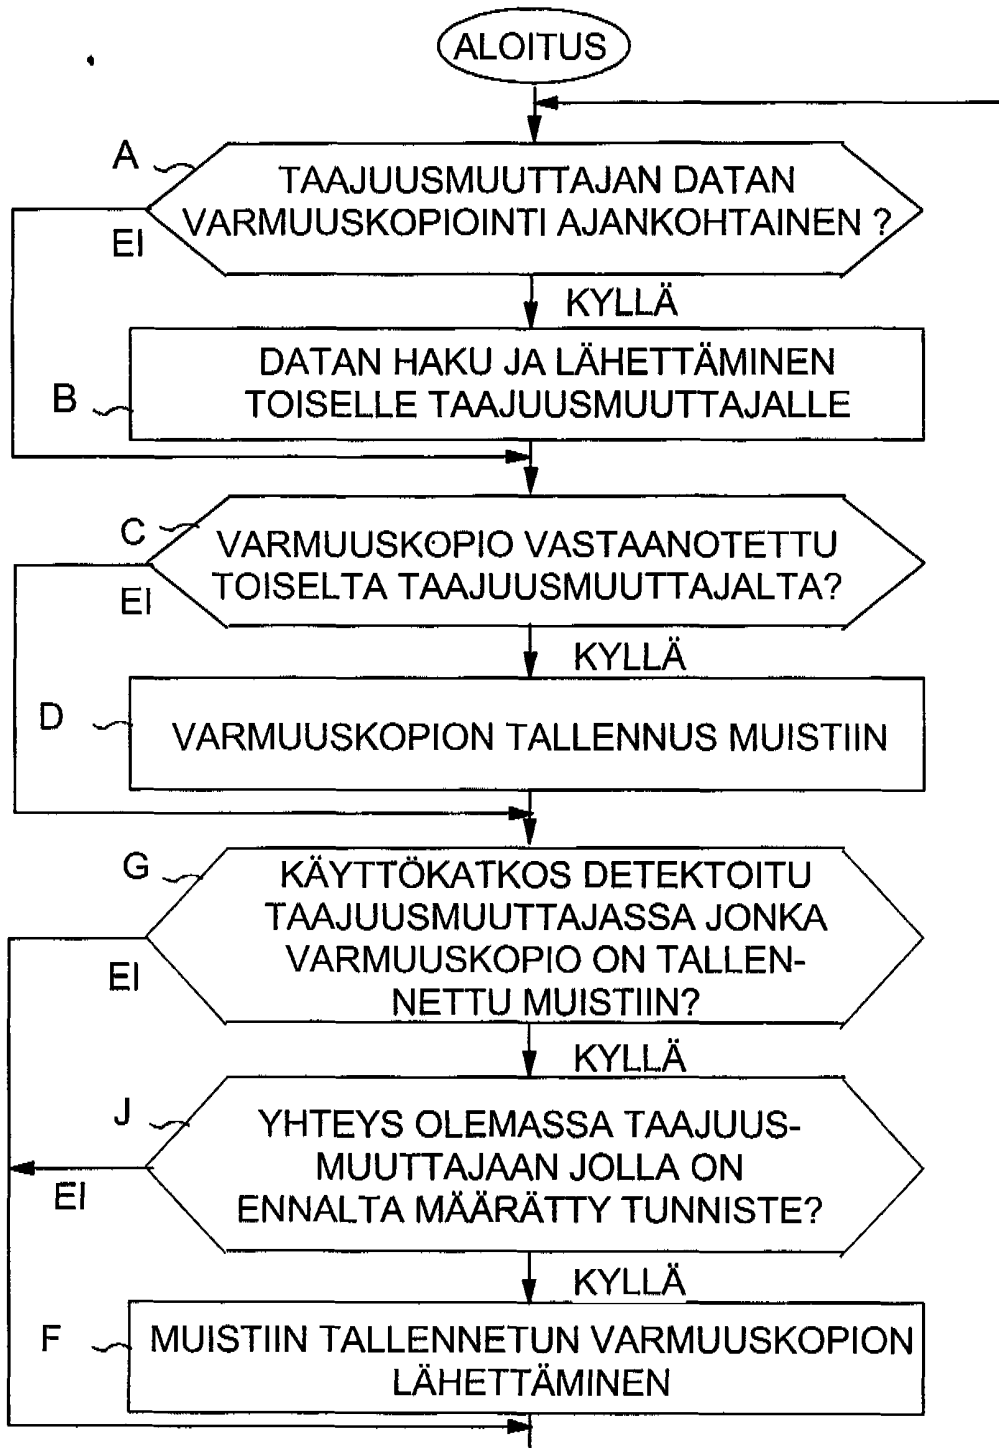 ALOITUS
A
TAAJUUSMUUTTAJAN DATAN
VARMUUSKOPIOINTI AJANKOHTAINEN ?
EI
KYLLÄ
DATAN HAKU JA LÄHETTÄMINEN
TOISELLE TAAJUUSMUUTTAJALLE
B
C
VARMUUSKOPIO VASTAANOTETTU
TOISELTA TAAJUUSMUUTTAJALTA?
EI
KYLLÄ
D
VARMUUSKOPION TALLENNUS MUISTIIN
G
KÄYTTÖKATKOS DETEKTOITU
TAAJUUSMUUTTAJASSA JONKA
VARMUUSKOPIO ON TALLEN-
NETTU MUISTIIN?
EI
KYLLÄ
J
YHTEYS OLEMASSA TAAJUUS-
MUUTTAJAAN JOLLA ON
ENNALTA MÄÄRÄTTY TUNNISTE?
EI
KYLLÄ
F
MUISTIIN TALLENNETUN VARMUUSKOPION
LÄHETTÄMINEN